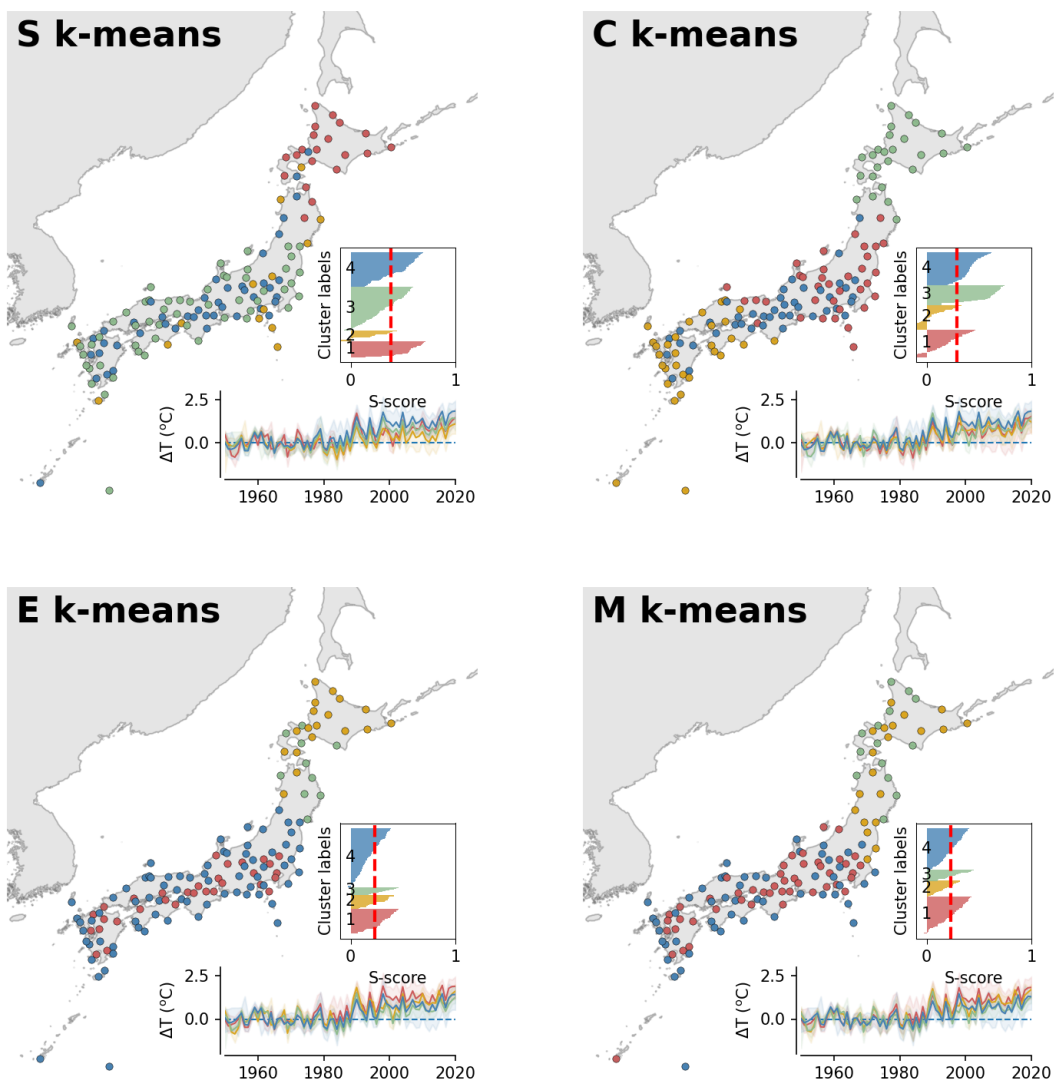 S k-means
Cluster labels
4
3
2
1
0 1
S-score
ΔT (°C)
2.5
0.0
1960 1980 2000 2020
C k-means
Cluster labels
4
3
2
1
0 1
S-score
ΔT (°C)
2.5
0.0
1960 1980 2000 2020
E k-means
Cluster labels
4
3
2
1
0 1
S-score
ΔT (°C)
2.5
0.0
1960 1980 2000 2020
M k-means
Cluster labels
4
3
2
1
0 1
S-score
ΔT (°C)
2.5
0.0
1960 1980 2000 2020